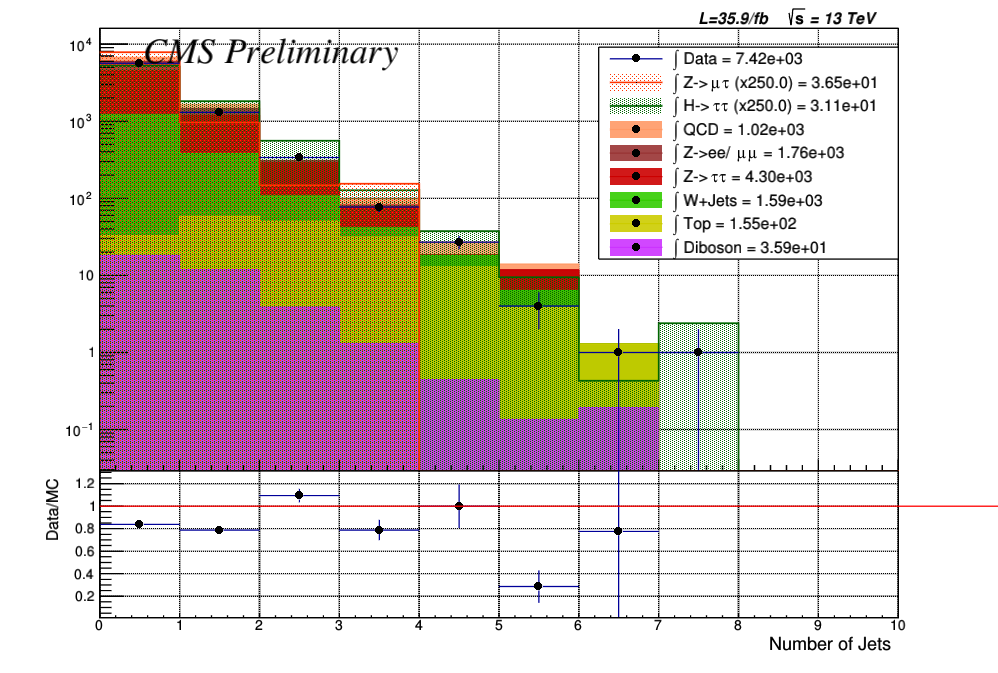 L=35.9/fb √s = 13 TeV
CMS Preliminary
∫ Data = 7.42e+03
∫ Z->μτ (x250.0) = 3.65e+01
∫ H->ττ (x250.0) = 3.11e+01
∫ QCD = 1.02e+03
∫ Z->ee/ μμ = 1.76e+03
∫ Z->ττ = 4.30e+03
∫ W+Jets = 1.59e+03
∫ Top = 1.55e+02
∫ Diboson = 3.59e+01
10⁴
10³
10²
10
1
10⁻¹
Data/MC
1.2
1
0.8
0.6
0.4
0.2
0 1 2 3 4 5 6 7 8 9 10
Number of Jets